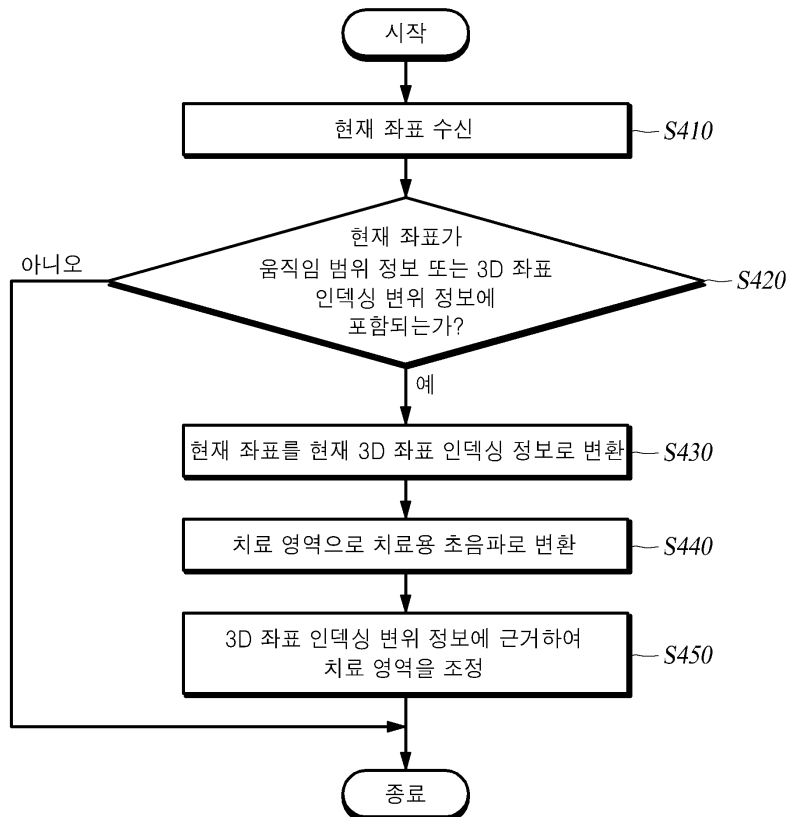 시작
현재 좌표 수신
S410
현재 좌표가
움직임 범위 정보 또는 3D 좌표
인덱싱 변위 정보에
포함되는가?
S420
아니오
예
현재 좌표를 현재 3D 좌표 인덱싱 정보로 변환
S430
치료 영역으로 치료용 초음파로 변환
S440
3D 좌표 인덱싱 변위 정보에 근거하여
치료 영역을 조정
S450
종료